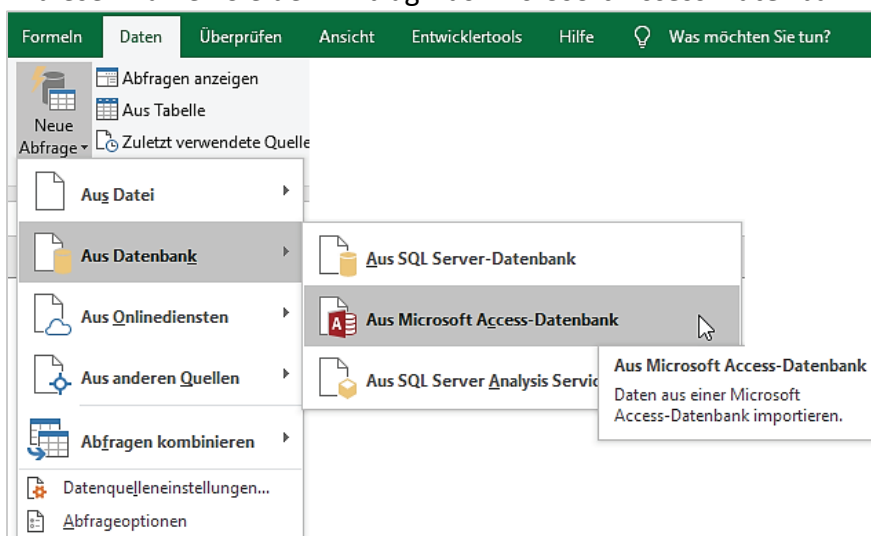 Formeln Daten Überprüfen Ansicht Entwicklertools Hilfe Was möchten Sie tun?
Abfragen anzeigen
Aus Tabelle
Neue
Abfrage
Zuletzt verwendete Quelle
Aus Datei
Aus Datenbank
Aus SQL Server-Datenbank
Aus Onlinediensten
Aus Microsoft Access-Datenbank
Aus anderen Quellen
Aus SQL Server Analysis Servic
Aus Microsoft Access-Datenbank
Daten aus einer Microsoft
Access-Datenbank importieren.
Abfragen kombinieren
Datenquelleneinstellungen...
Abfrageoptionen